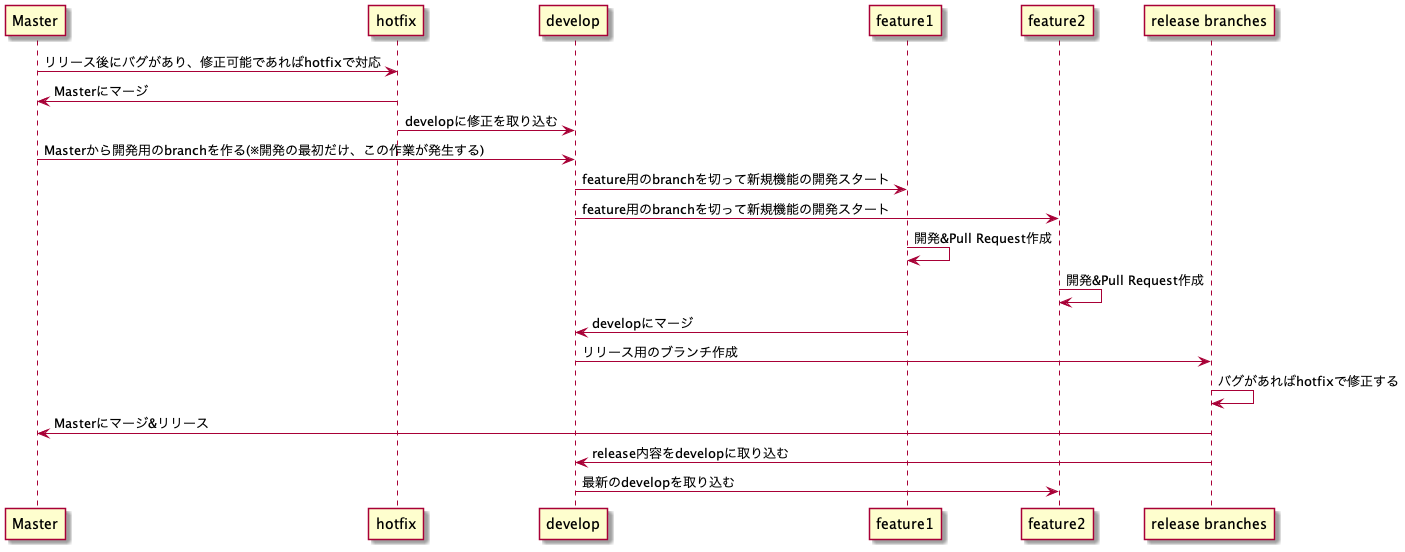 Master
hotfix
develop
feature1
feature2
release branches
リリース後にバグがあり、修正可能であればhotfixで対応
Masterにマージ
developに修正を取り込む
Masterから開発用のbranchを作る(※開発の最初だけ、この作業が発生する)
feature用のbranchを切って新規機能の開発スタート
feature用のbranchを切って新規機能の開発スタート
開発&Pull Request作成
開発&Pull Request作成
developにマージ
リリース用のブランチ作成
バグがあればhotfixで修正する
Masterにマージ&リリース
release内容をdevelopに取り込む
最新のdevelopを取り込む
Master
hotfix
develop
feature1
feature2
release branches